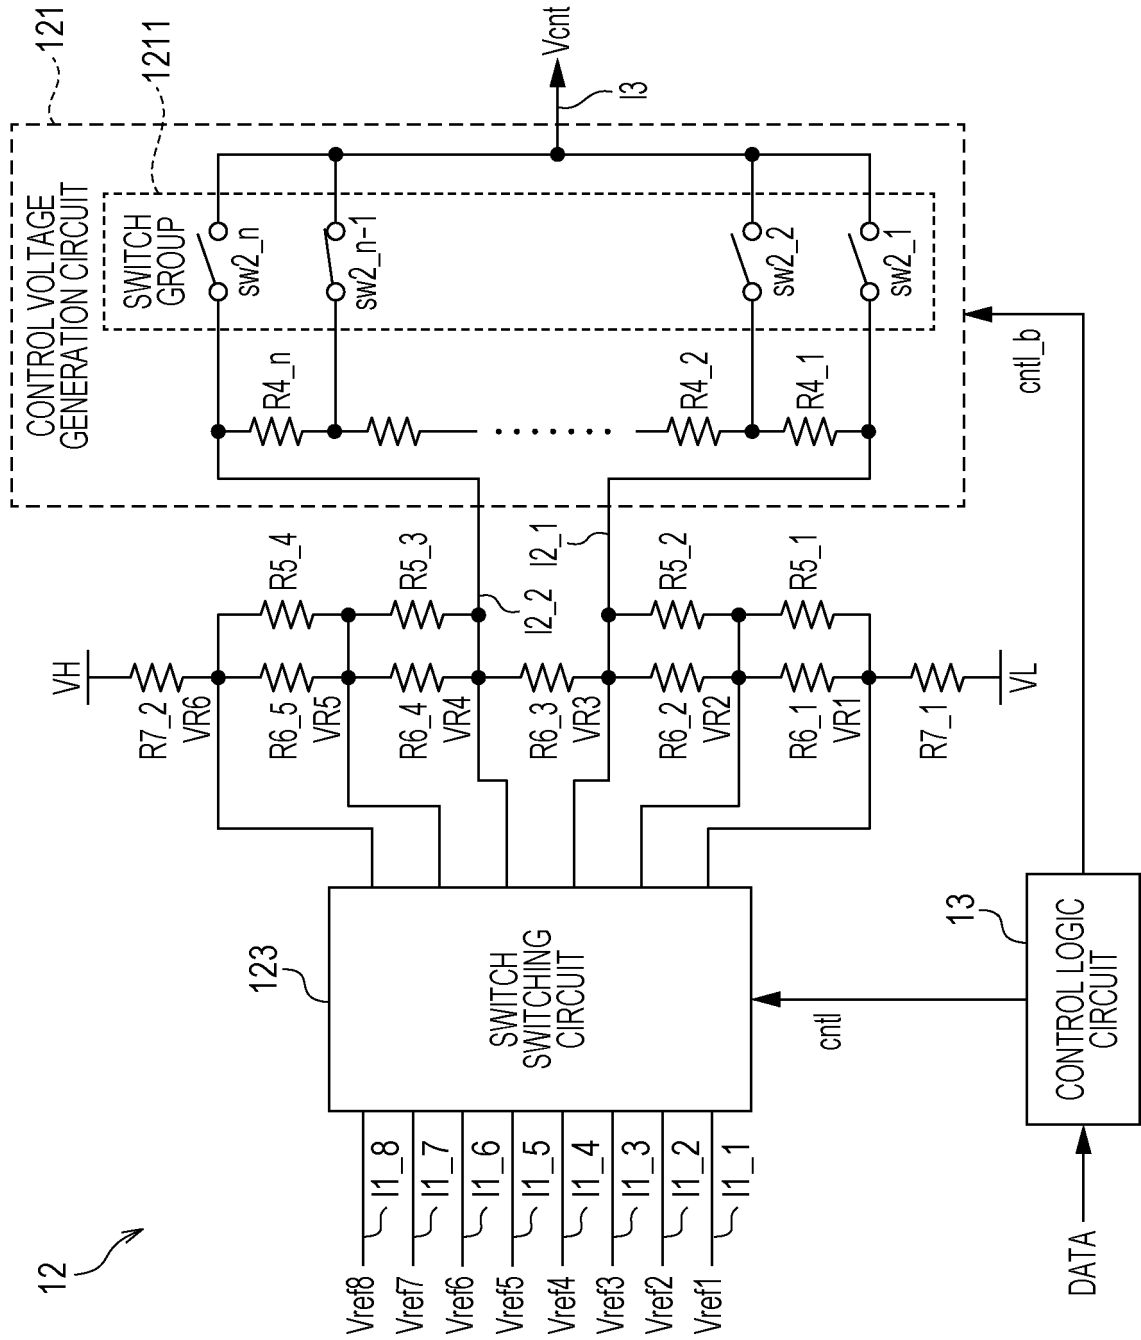 12
121
1211
CONTROL VOLTAGE
GENERATION CIRCUIT
SWITCH
GROUP
sw2_n
sw2_n-1
sw2_2
sw2_1
Vcnt
l3
R4_n
R4_2
R4_1
cntl_b
l2_1
l2_2
R5_4
R5_3
R5_2
R5_1
VH
VL
R7_2
VR6
R6_5
VR5
R6_4
VR4
R6_3
VR3
R6_2
VR2
R6_1
VR1
R7_1
123
SWITCH
SWITCHING
CIRCUIT
cntl
13
CONTROL LOGIC
CIRCUIT
DATA
l1_8
l1_7
l1_6
l1_5
l1_4
l1_3
l1_2
l1_1
Vref8
Vref7
Vref6
Vref5
Vref4
Vref3
Vref2
Vref1